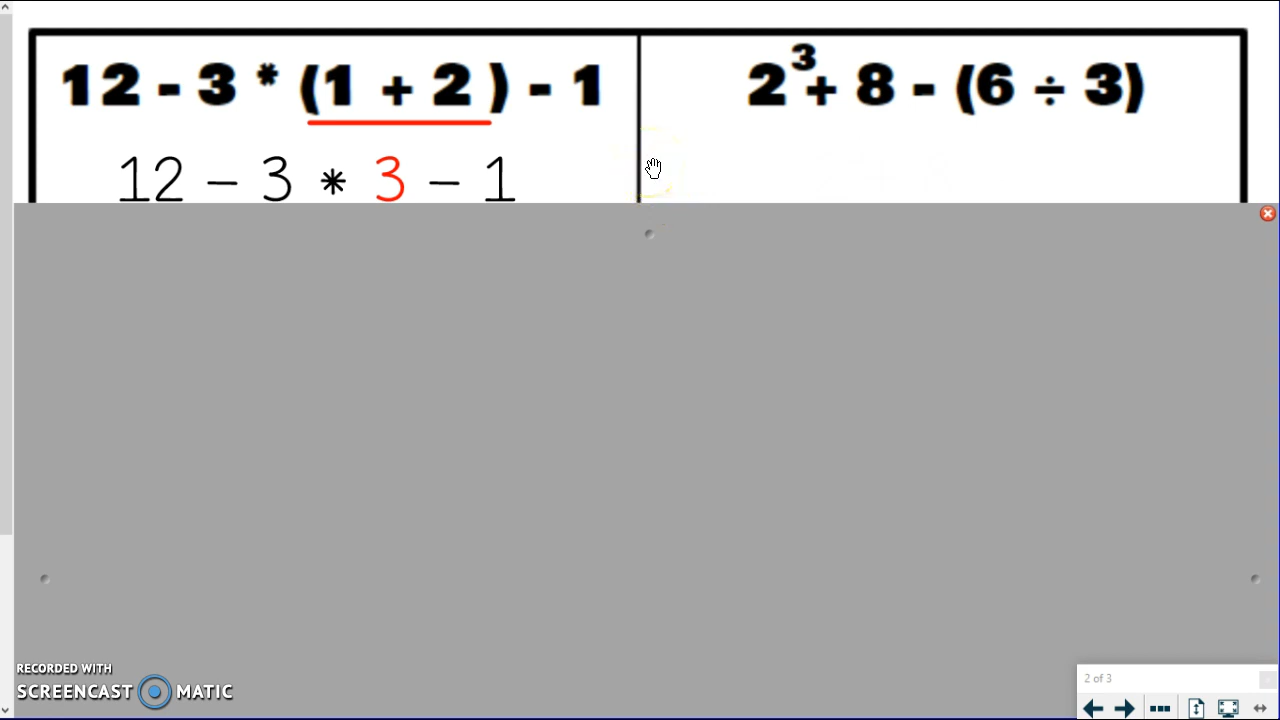 12 - 3 * (1 + 2 ) - 1
12 - 3 * 3 - 1
2³+ 8 - (6 ÷ 3)
RECORDED WITH
SCREENCAST MATIC
2 of 3